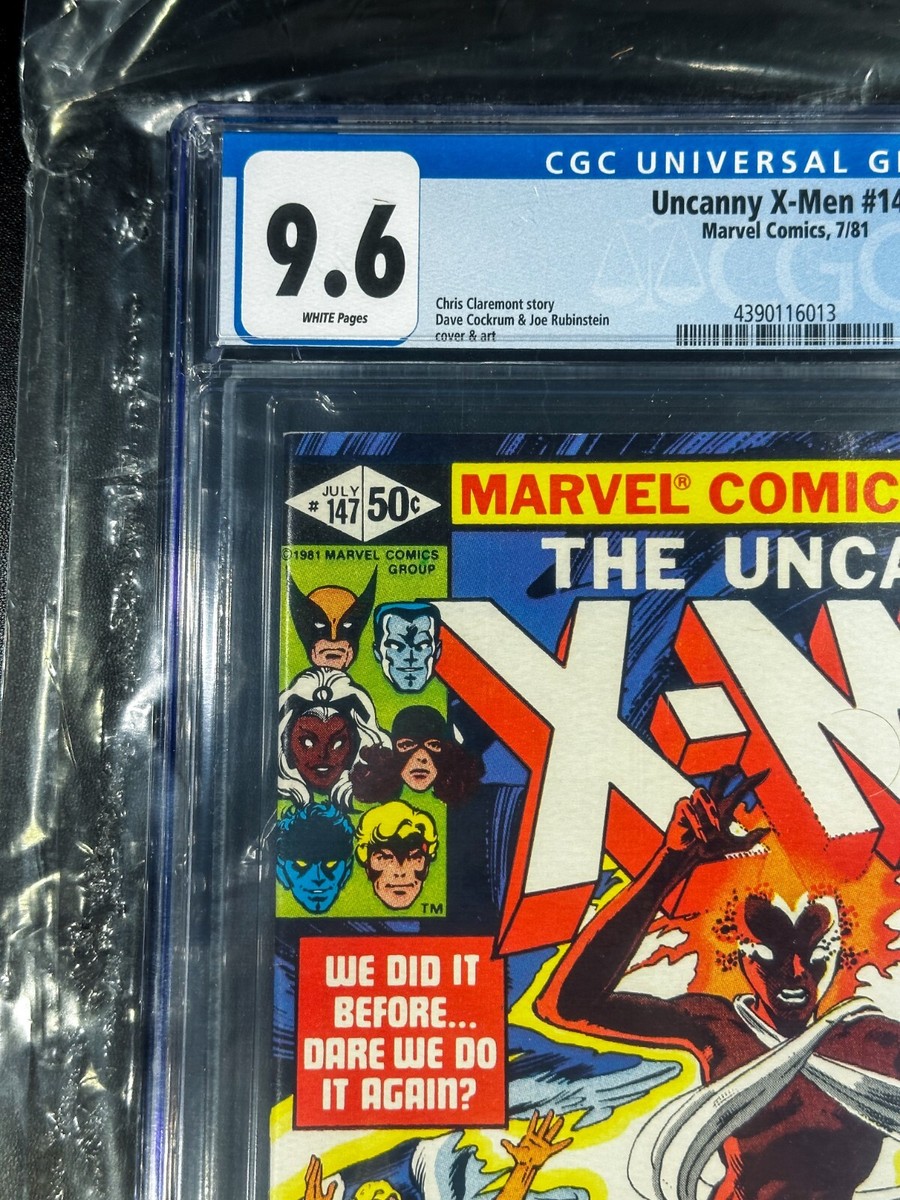 CGC UNIVERSAL G
9.6
WHITE Pages
Uncanny X-Men #14
Marvel Comics, 7/81
Chris Claremont story
Dave Cockrum & Joe Rubinstein
cover & art
4390116013
CGC
JULY
# 147
50¢
MARVEL® COMIC
©1981 MARVEL COMICS
GROUP
THE UNCA
X-M
TM
WE DID IT
BEFORE...
DARE WE DO
IT AGAIN?